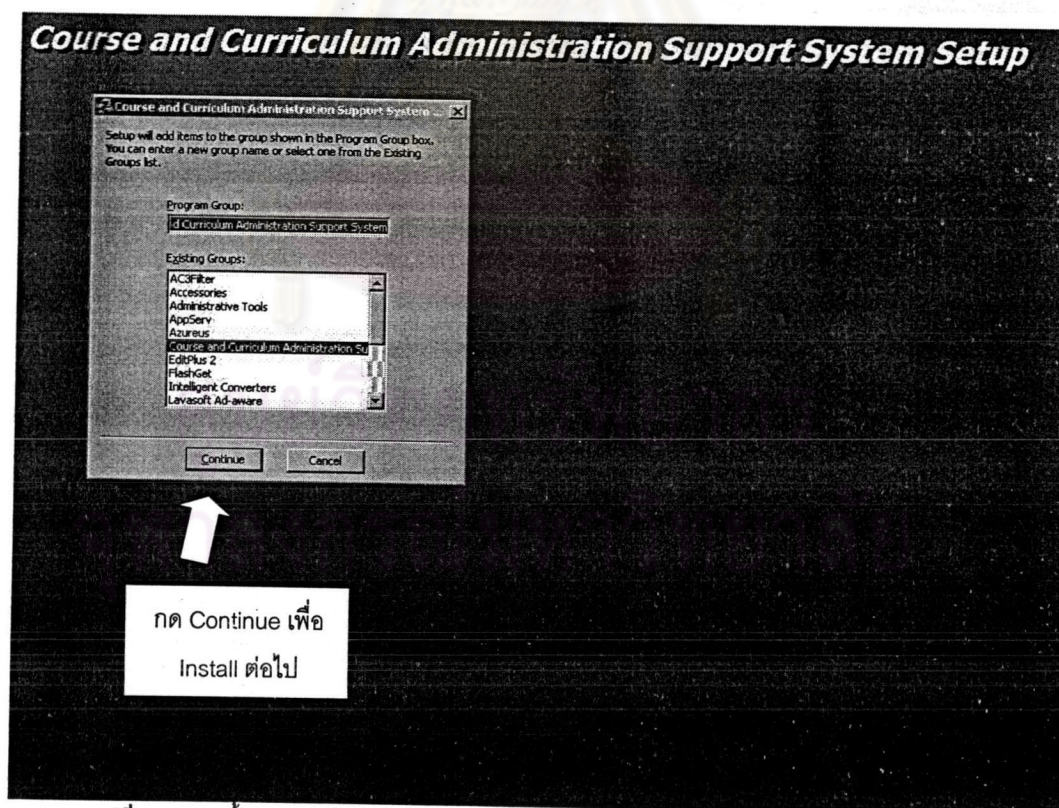 Course and Curriculum Administration Support System Setup
Course and Curriculum Administration Support System ...
Setup will add items to the group shown in the Program Group box.
You can enter a new group name or select one from the Existing
Groups list.
Program Group:
d Curriculum Administration Support System
Existing Groups:
AC3Filter
Accessories
Administrative Tools
AppServ
Azureus
Course and Curriculum Administration Su
EditPlus 2
FlashGet
Intelligent Converters
Lavasoft Ad-aware
Continue
Cancel
กด Continue เพื่อ
Install ต่อไป